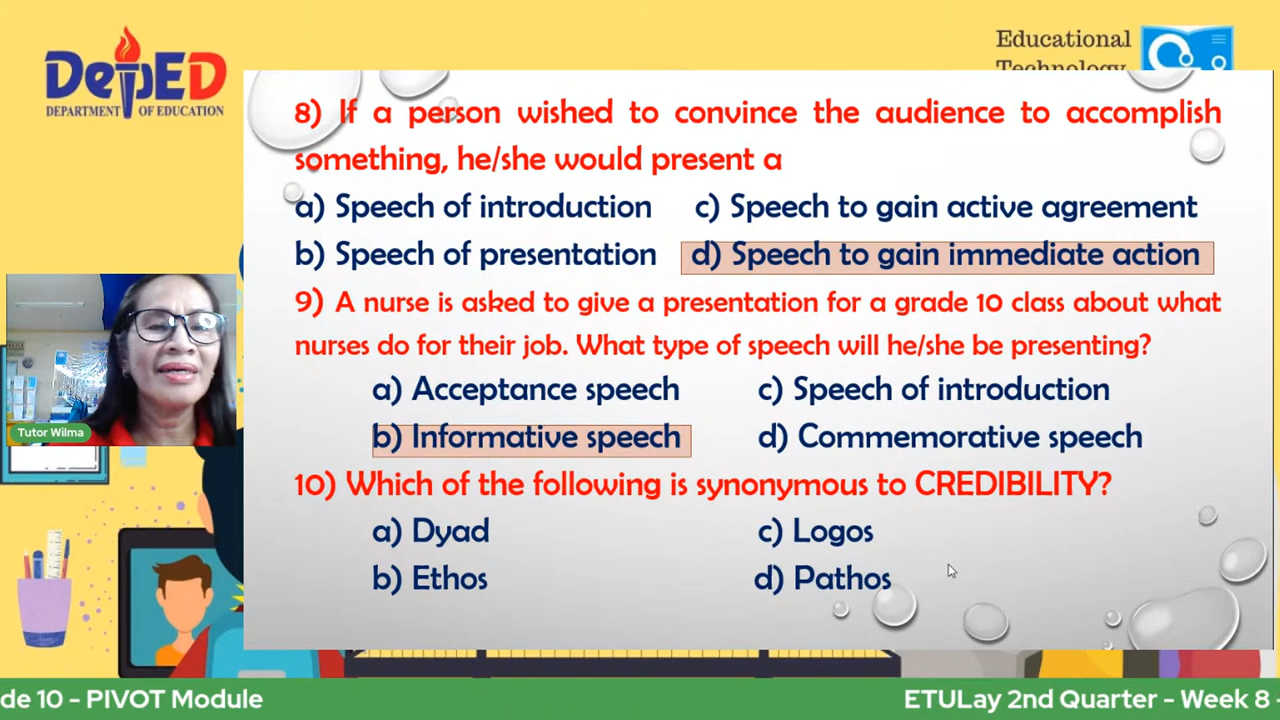 DepED
DEPARTMENT OF EDUCATION
Educational
Technology
8) If a person wished to convince the audience to accomplish
something, he/she would present a
a) Speech of introduction c) Speech to gain active agreement
b) Speech of presentation d) Speech to gain immediate action
9) A nurse is asked to give a presentation for a grade 10 class about what
nurses do for their job. What type of speech will he/she be presenting?
a) Acceptance speech c) Speech of introduction
b) Informative speech d) Commemorative speech
10) Which of the following is synonymous to CREDIBILITY?
a) Dyad c) Logos
b) Ethos d) Pathos
Tutor Wilma
de 10 - PIVOT Module ETULay 2nd Quarter - Week 8 -